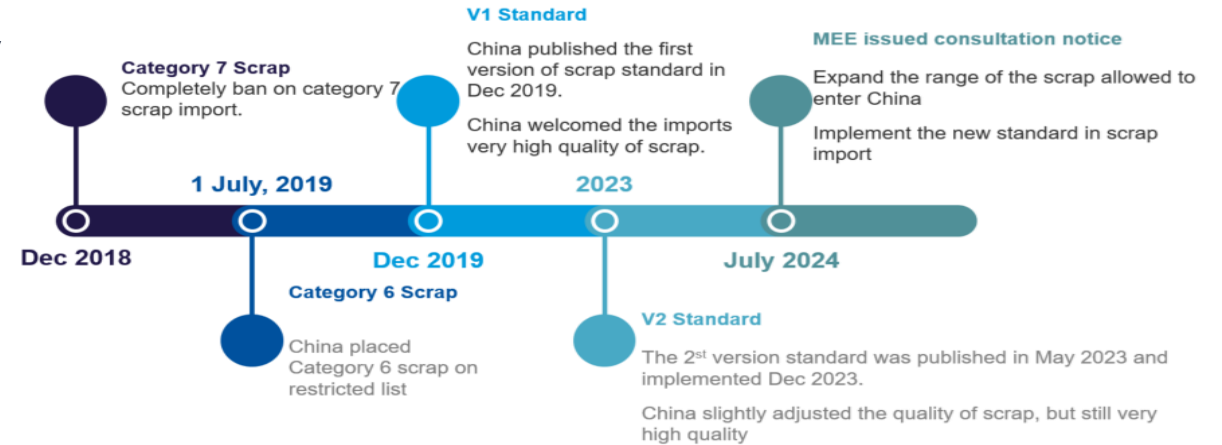 Category 7 Scrap
Completely ban on category 7
scrap import.
V1 Standard
China published the first
version of scrap standard in
Dec 2019.
China welcomed the imports
very high quality of scrap.
MEE issued consultation notice
Expand the range of the scrap allowed to
enter China
Implement the new standard in scrap
import
1 July, 2019
2023
Dec 2018
Dec 2019
July 2024
Category 6 Scrap
China placed
Category 6 scrap on
restricted list
V2 Standard
The 2st version standard was published in May 2023 and
implemented Dec 2023.
China slightly adjusted the quality of scrap, but still very
high quality